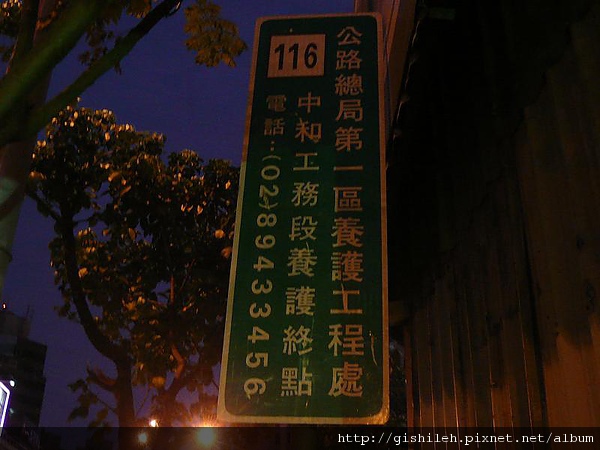 116
公路總局第一區養護工程處
中和工務段養護終點
電話:(02)89433456
http://gishileh.pixnet.net/album